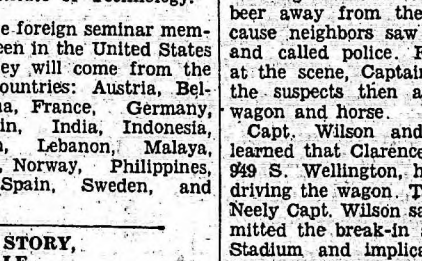 e foreign seminar mem-
een in the United States
ey will come from the
ountries: Austria, Bel-
a, France, Germany,
in, India, Indonesia,
Lebanon, Malaya,
Norway, Philippines,
Spain, Sweden, and
STORY,
beer away from the
cause neighbors saw
and called police.
at the scene, Captain
the suspects then a
wagon and horse.
Capt. Wilson and
learned that Clarence
949 S. Wellington, h
driving the wagon. T
Neely Capt. Wilson sa
mitted the break-in
Stadium and implica